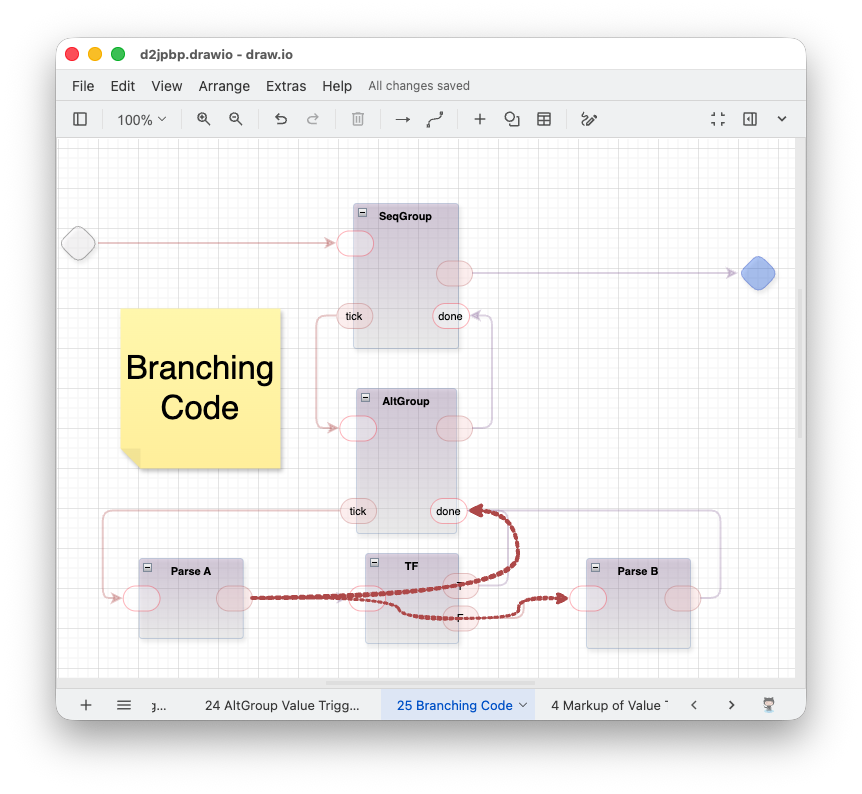 d2jpbp.drawio - draw.io
File Edit View Arrange Extras Help All changes saved
100%
SeqGroup
tick done
Branching
Code
AltGroup
tick done
Parse A
TF
T
F
Parse B
g... 24 AltGroup Value Trigg... 25 Branching Code 4 Markup of Value